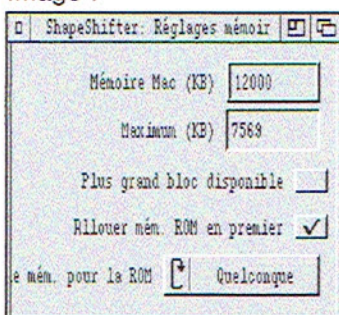 ShapeShifter: Réglages mémoir
Mémoire Mac (KB) 12000
Maximum (KB) 7569
Plus grand bloc disponible
Allouer mém. ROM en premier
e mém. pour la ROM Quelconque